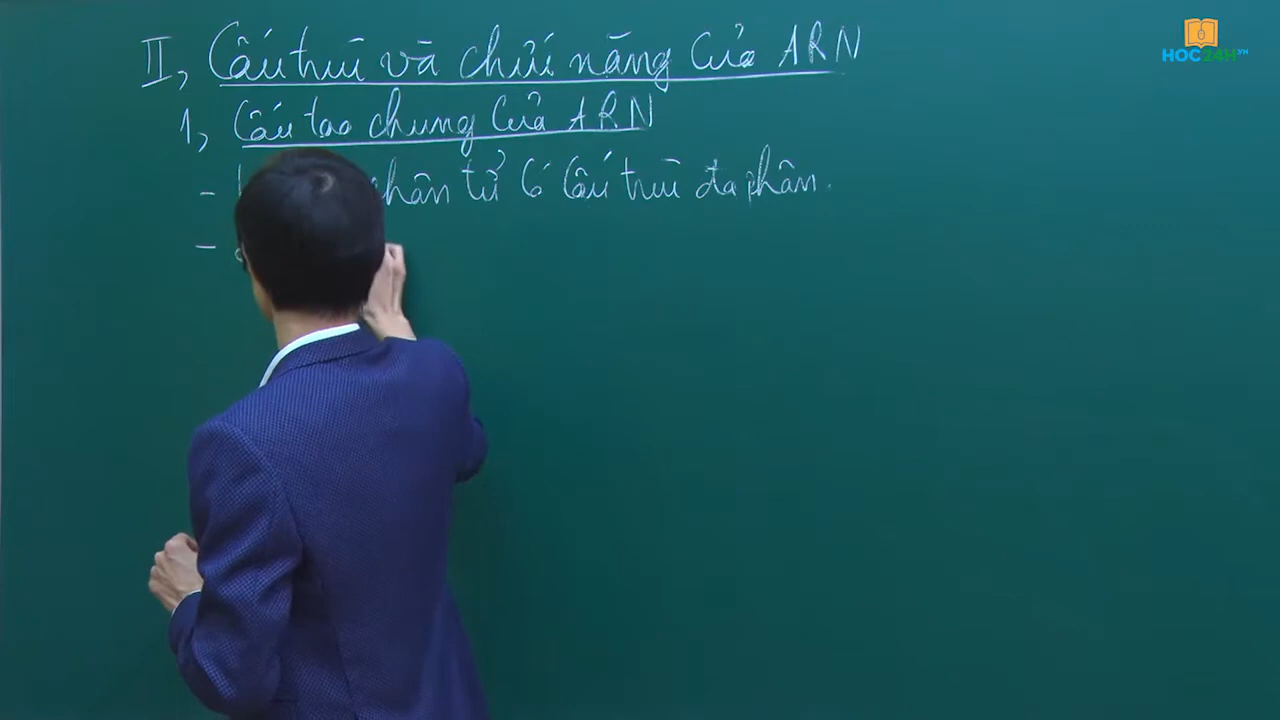 HOC24H.VN
II, Cấu trúc và chức năng của ARN
1, Cấu tạo chung của ARN
- phân tử có cấu trúc đa phân.
-